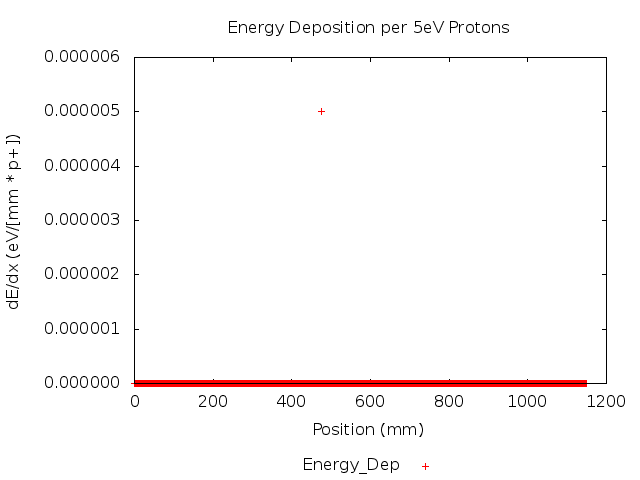 Energy Deposition per 5eV Protons
0.000006
0.000005
0.000004
0.000003
0.000002
0.000001
0.000000
dE/dx (eV/[mm * p+])
0 200 400 600 800 1000 1200
Position (mm)
Energy_Dep